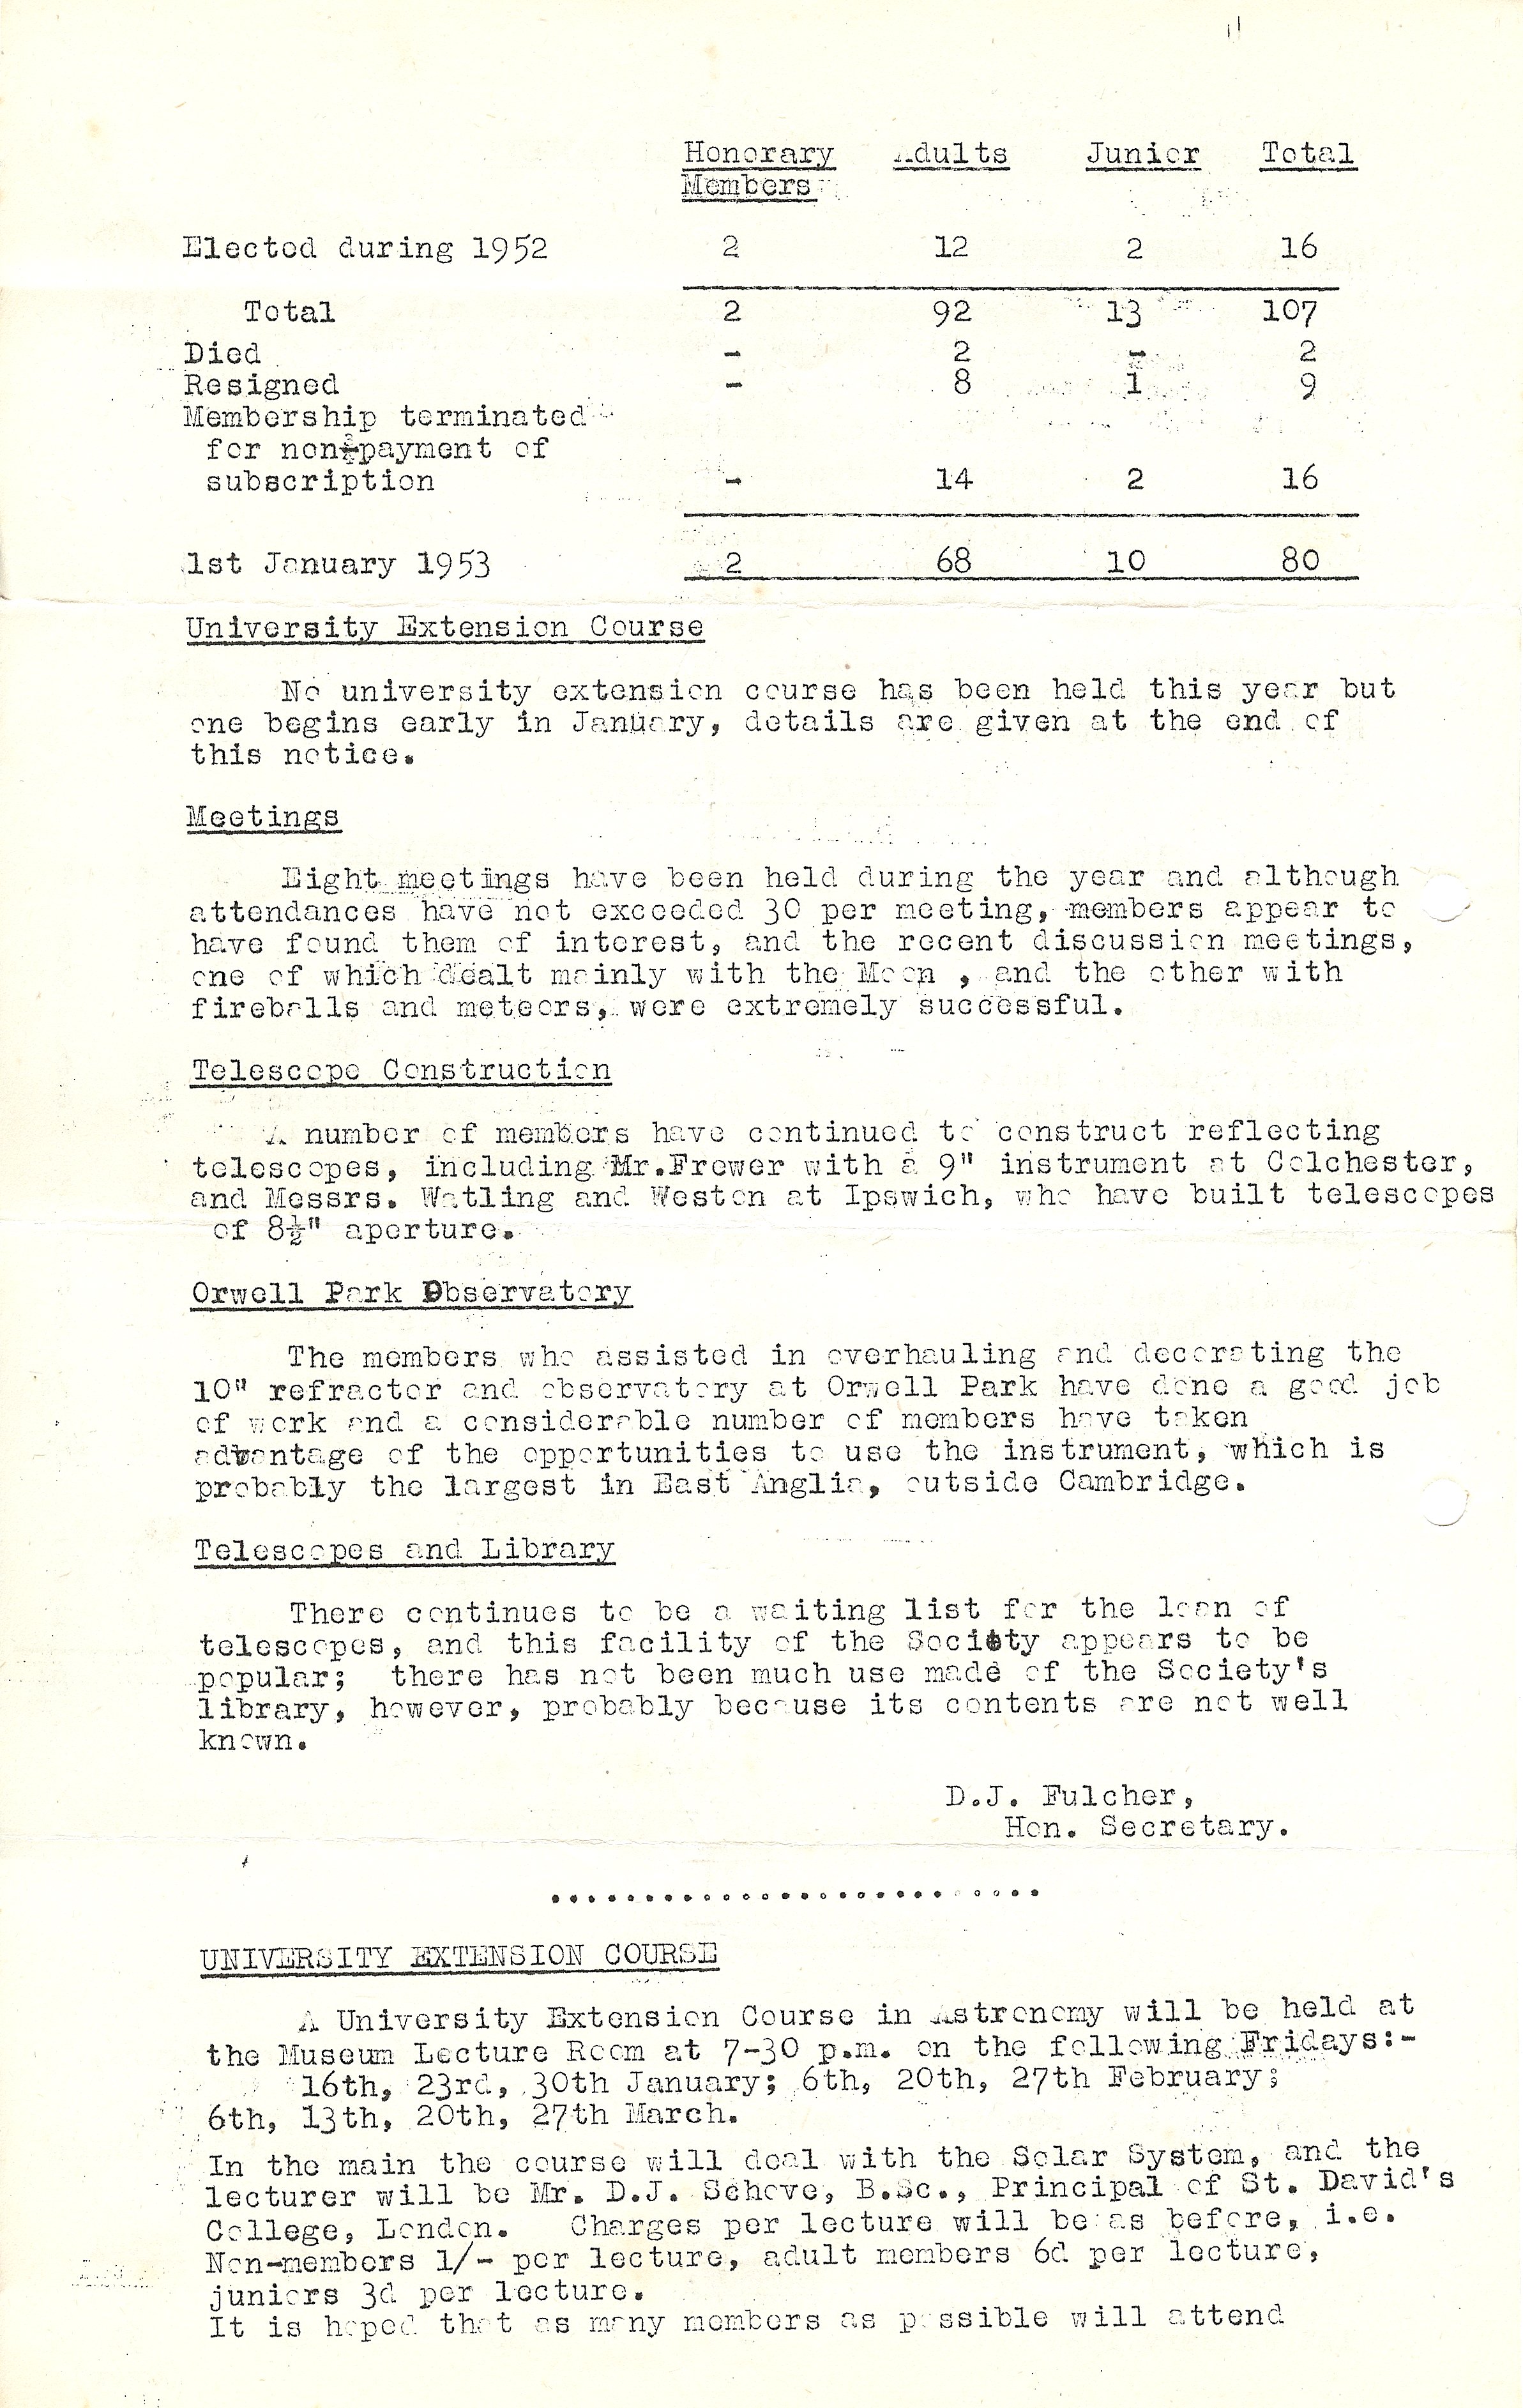 Honorary Adults Junior Total
Members
Elected during 1952 2 12 2 16
Total 2 92 13 107
Died - 2 - 2
Resigned - 8 1 9
Membership terminated
for non-payment of
subscription - 14 2 16
1st January 1953 2 68 10 80
University Extension Course
No university extension course has been held this year but
one begins early in January, details are given at the end of
this notice.
Meetings
Eight meetings have been held during the year and although
attendances have not exceeded 30 per meeting, members appear to
have found them of interest, and the recent discussion meetings,
one of which dealt mainly with the Moon , and the other with
fireballs and meteors, were extremely successful.
Telescope Construction
A number of members have continued to construct reflecting
telescopes, including Mr.Frower with a 9" instrument at Colchester,
and Messrs. Watling and Weston at Ipswich, who have built telescopes
of 8½" aperture.
Orwell Park Observatory
The members who assisted in overhauling and decorating the
10" refractor and observatory at Orwell Park have done a good job
of work and a considerable number of members have taken
advantage of the opportunities to use the instrument, which is
probably the largest in East Anglia, outside Cambridge.
Telescopes and Library
There continues to be a waiting list for the loan of
telescopes, and this facility of the Society appears to be
popular; there has not been much use made of the Society's
library, however, probably because its contents are not well
known.
D.J. Fulcher,
Hon. Secretary.
..........................
UNIVERSITY EXTENSION COURSE
A University Extension Course in Astronomy will be held at
the Museum Lecture Room at 7-30 p.m. on the following Fridays:-
16th, 23rd, 30th January; 6th, 20th, 27th February;
6th, 13th, 20th, 27th March.
In the main the course will deal with the Solar System, and the
lecturer will be Mr. D.J. Schove, B.Sc., Principal of St. David's
College, London. Charges per lecture will be as before, i.e.
Non-members 1/- per lecture, adult members 6d per lecture,
juniors 3d per lecture.
It is hoped that as many members as possible will attend